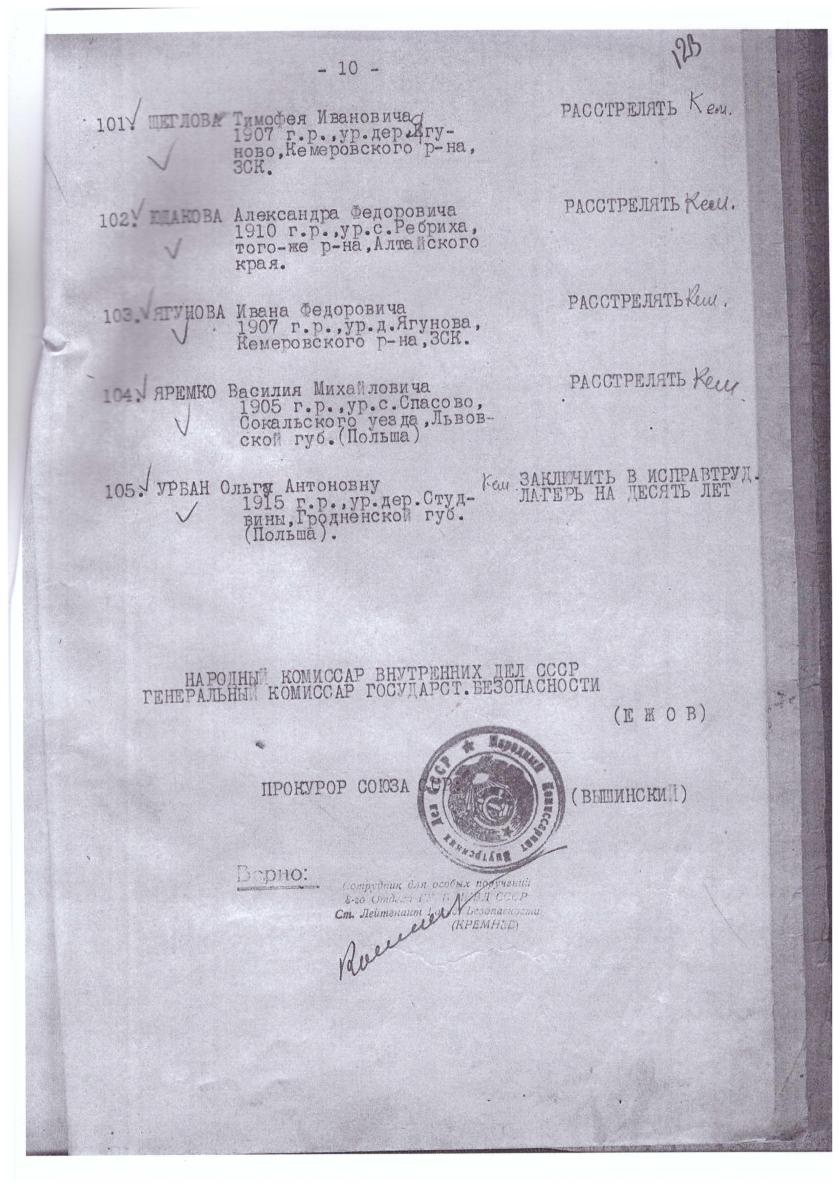 - 10 -
12В
101. ЩЕГЛОВА Тимофея Ивановича РАССТРЕЛЯТЬ Кем.
1907 г.р.,ур.дер.Ягу-
ново,Кемеровского р-на,
ЗСК.
102. Александра Федоровича РАССТРЕЛЯТЬ Кем.
1910 г.р.,ур.с.Ребриха,
того-же р-на,Алтайского
края.
103. ЯГУНОВА Ивана Федоровича РАССТРЕЛЯТЬ Кем.
1907 г.р.,ур.д.Ягунова,
Кемеровского р-на,ЗСК.
104. ЯРЕМКО Василия Михайловича РАССТРЕЛЯТЬ Кем
1905 г.р.,ур.с.Спасово,
Сокальского уезда,Львов-
ской губ.(Польша)
105. УРБАН Ольгу Антоновну Кем ЗАКЛЮЧИТЬ В ИСПРАВТРУД.
1915 г.р.,ур.дер.Студ- ЛАГЕРЬ НА ДЕСЯТЬ ЛЕТ
вины,Гродненской губ.
(Польша).
НАРОДНЫЙ КОМИССАР ВНУТРЕННИХ ДЕЛ СССР
ГЕНЕРАЛЬНЫЙ КОМИССАР ГОСУДАРСТ.БЕЗОПАСНОСТИ
(Е Ж О В)
ПРОКУРОР СОЮЗА (ВЫШИНСКИЙ)
Народный Комиссариат Внутренних Дел СССР
Верно:
Сотрудник для особых поручений
8-го Отдела НКВД СССР
Ст. Лейтенант Безопасности
(КРЕМНЕВ)